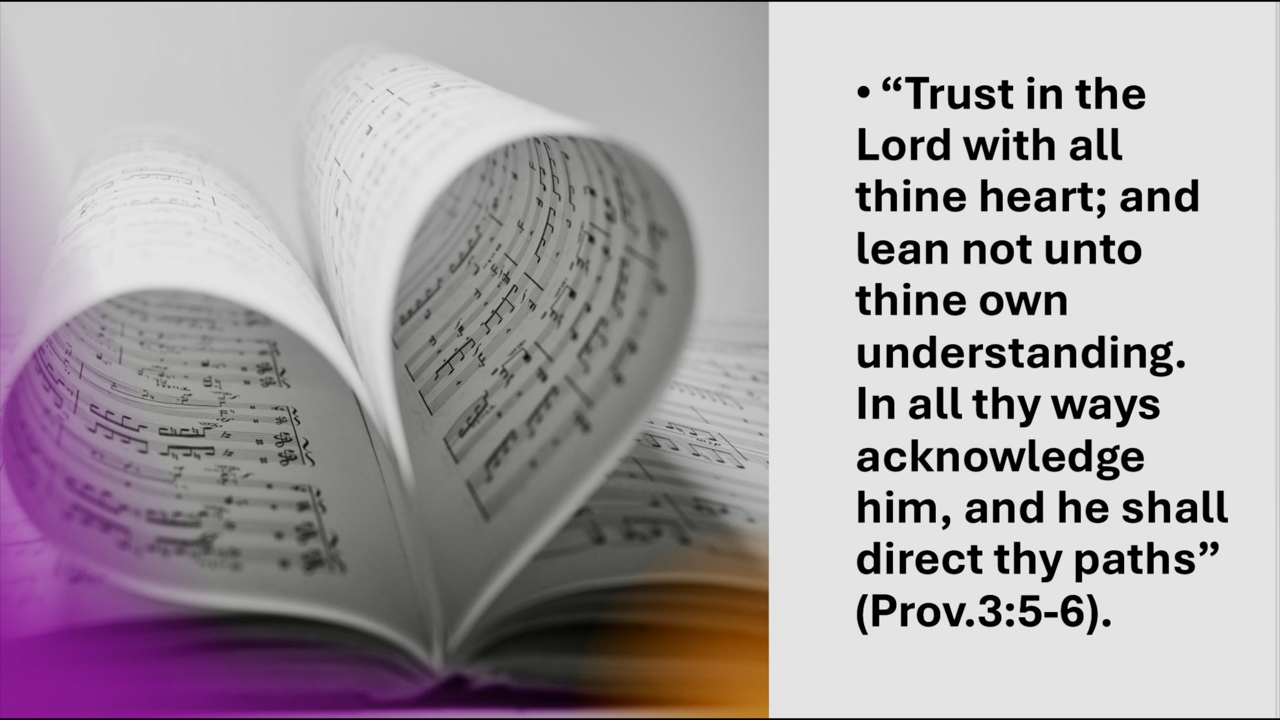 • “Trust in the
Lord with all
thine heart; and
lean not unto
thine own
understanding.
In all thy ways
acknowledge
him, and he shall
direct thy paths”
(Prov.3:5-6).